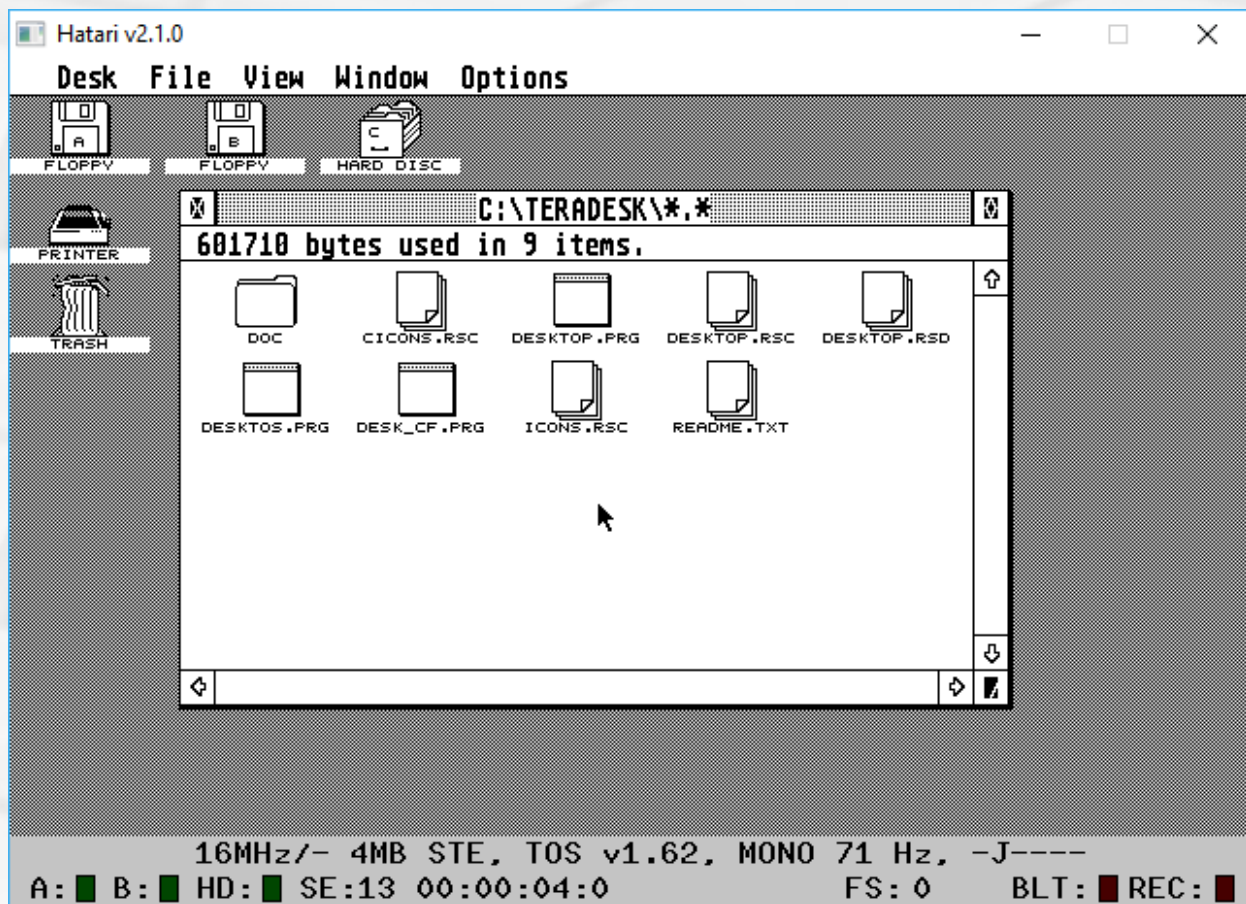 Hatari v2.1.0
Desk File View Window Options
A B C
FLOPPY FLOPPY HARD DISC
C:\TERADESK\*.*
601710 bytes used in 9 items.
PRINTER
TRASH
DOC CICONS.RSC DESKTOP.PRG DESKTOP.RSC DESKTOP.RSD
DESKTOS.PRG DESK_CF.PRG ICONS.RSC README.TXT
16MHz/- 4MB STE, TOS v1.62, MONO 71 Hz, -J----
A: B: HD: SE:13 00:00:04:0 FS: 0 BLT: REC: